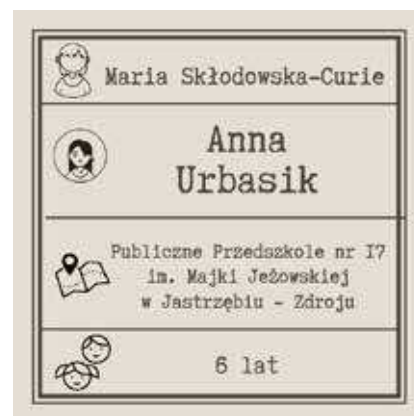 Maria Skłodowska-Curie
Anna
Urbasik
Publiczne Przedszkole nr 17
im. Majki Jeżowskiej
w Jastrzębiu - Zdroju
6 lat